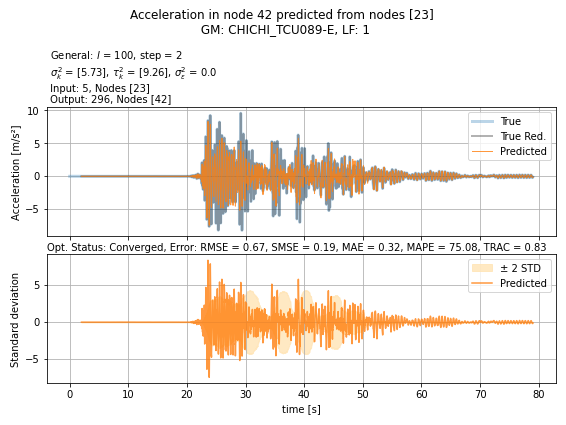 Acceleration in node 42 predicted from nodes [23]
GM: CHICHI_TCU089-E, LF: 1
General: l = 100, step = 2
σ²ₖ = [5.73], τ²ₖ = [9.26], σ²ε = 0.0
Input: 5, Nodes [23]
Output: 296, Nodes [42]
10
5
0
−5
Acceleration [m/s²]
True
True Red.
Predicted
Opt. Status: Converged, Error: RMSE = 0.67, SMSE = 0.19, MAE = 0.32, MAPE = 75.08, TRAC = 0.83
5
0
−5
Standard deviation
± 2 STD
Predicted
0 10 20 30 40 50 60 70 80
time [s]